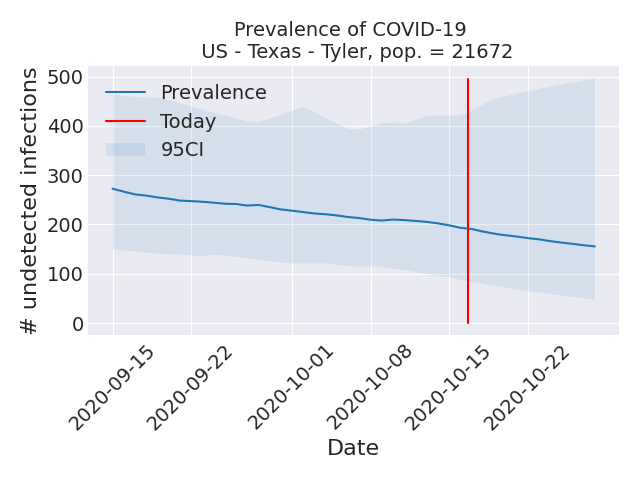 Prevalence of COVID-19
US - Texas - Tyler, pop. = 21672
# undetected infections
500
400
300
200
100
0
Prevalence
Today
95CI
2020-09-15
2020-09-22
2020-10-01
2020-10-08
2020-10-15
2020-10-22
Date